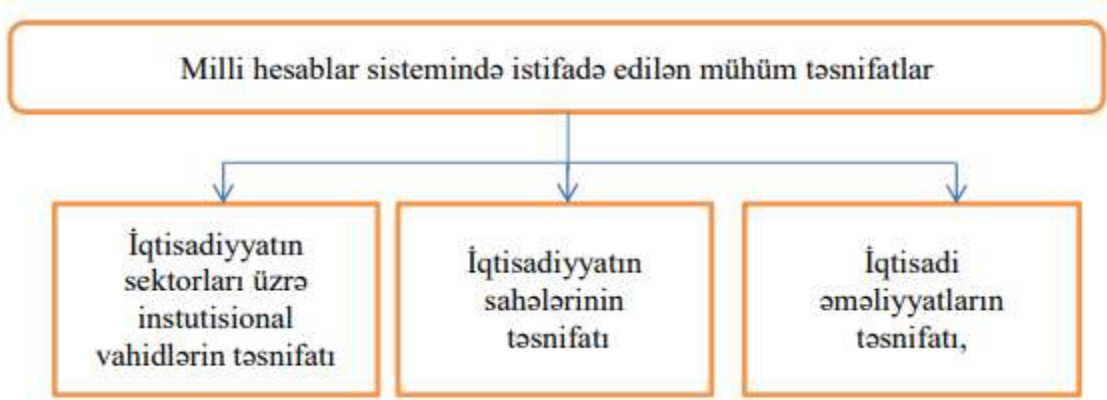 Milli hesablar sistemində istifadə edilən mühüm təsnifatlar
İqtisadiyyatın
sektorları üzrə
instutisional
vahidlərin təsnifatı
İqtisadiyyatın
sahələrinin
təsnifatı
İqtisadi
əməliyyatların
təsnifatı,